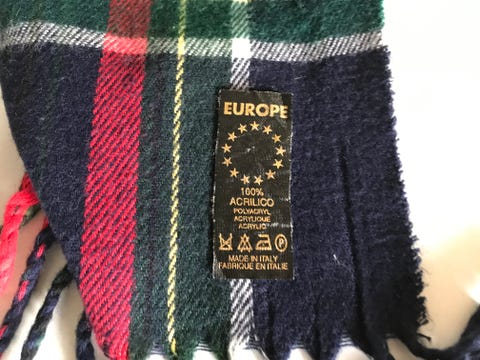 EUROPE
100%
ACRILICO
POLYACRYL
ACRYLIQUE
ACRYLIC
P
MADE IN ITALY
FABRIQUE EN ITALIE